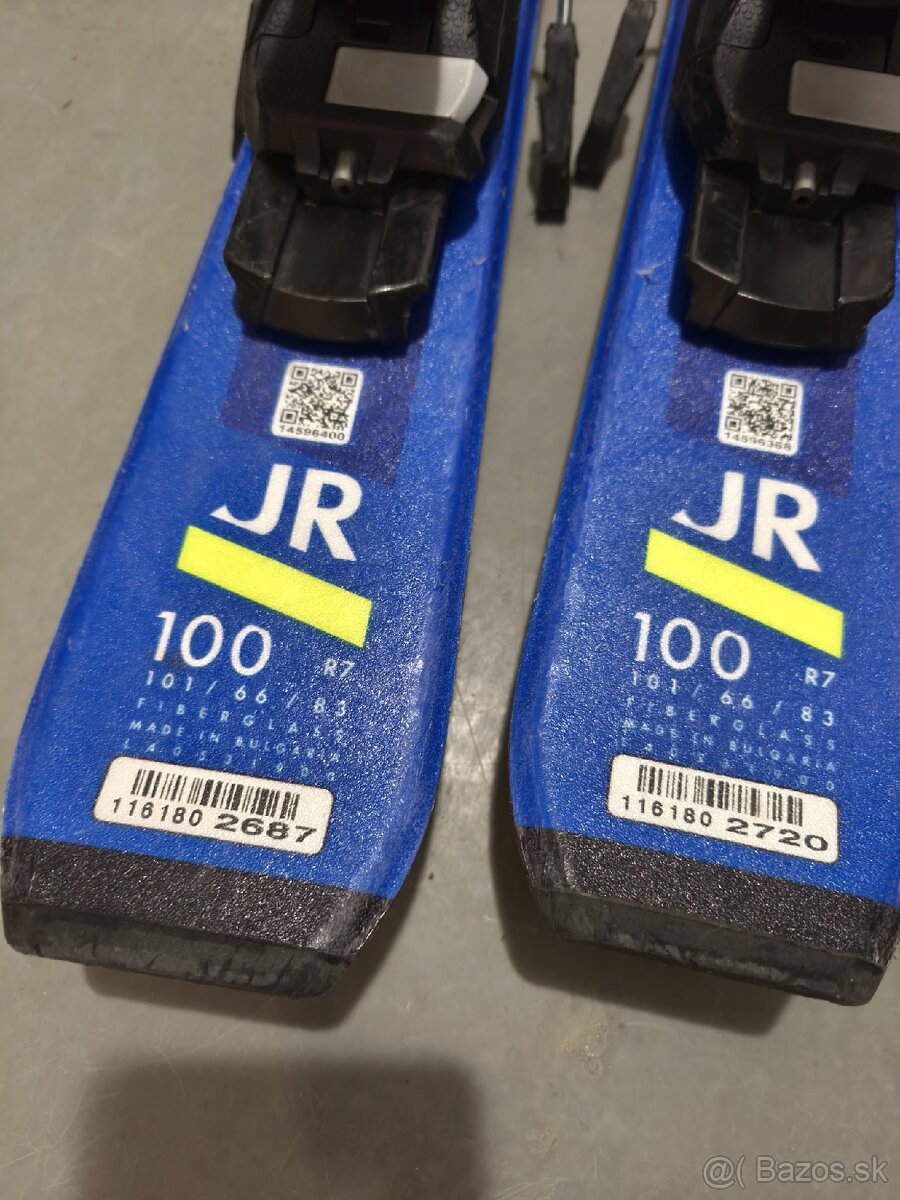 14596400
JR
100 R7
101 / 66 / 83
FIBERGLASS
MADE IN BULGARIA
116180 2687
14596368
JR
100 R7
101 / 66 / 83
FIBERGLASS
MADE IN BULGARIA
116180 2720
@( Bazos.sk